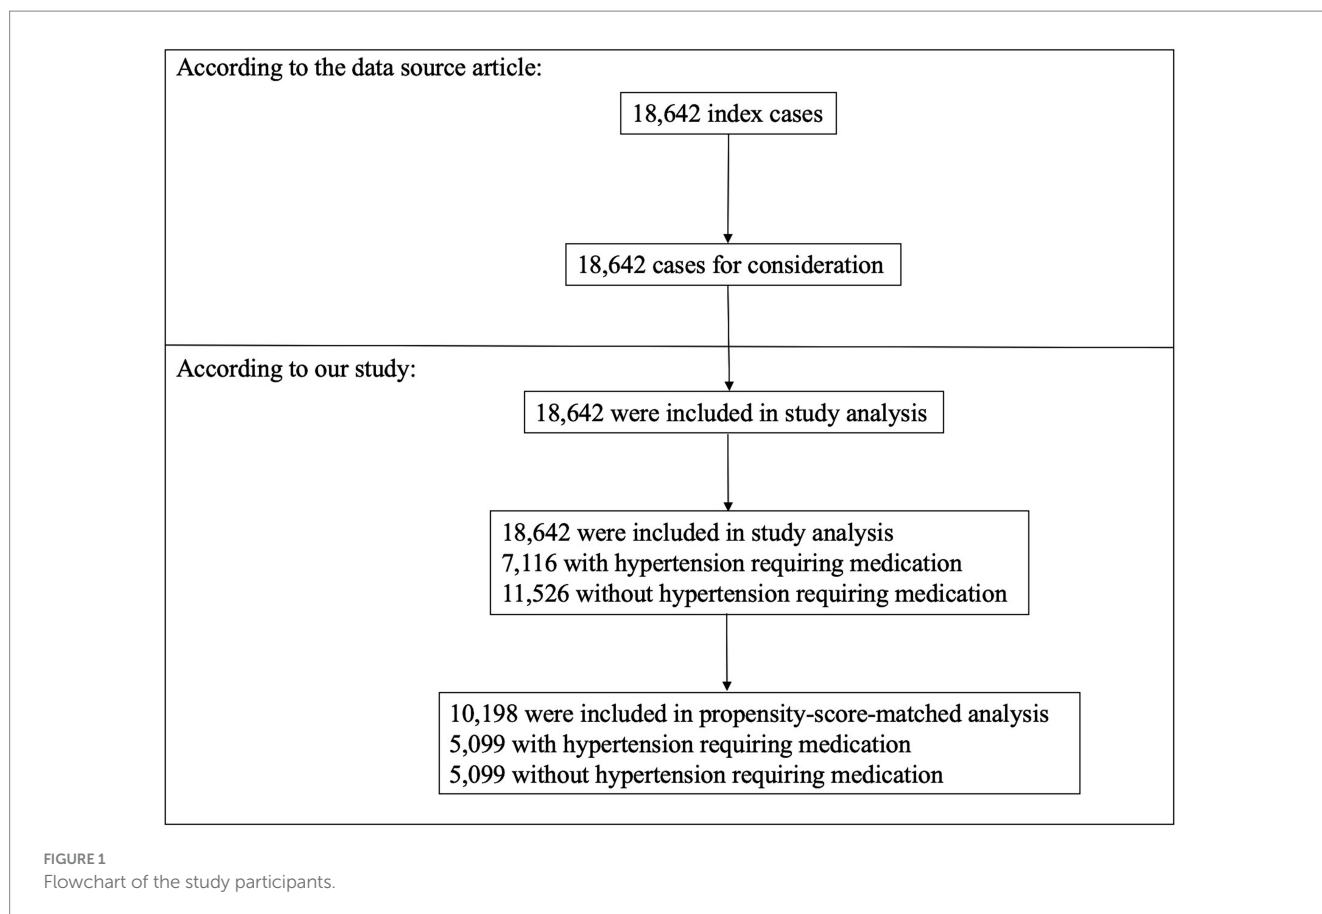 According to the data source article:
18,642 index cases
18,642 cases for consideration
According to our study:
18,642 were included in study analysis
18,642 were included in study analysis
7,116 with hypertension requiring medication
11,526 without hypertension requiring medication
10,198 were included in propensity-score-matched analysis
5,099 with hypertension requiring medication
5,099 without hypertension requiring medication
FIGURE 1
Flowchart of the study participants.